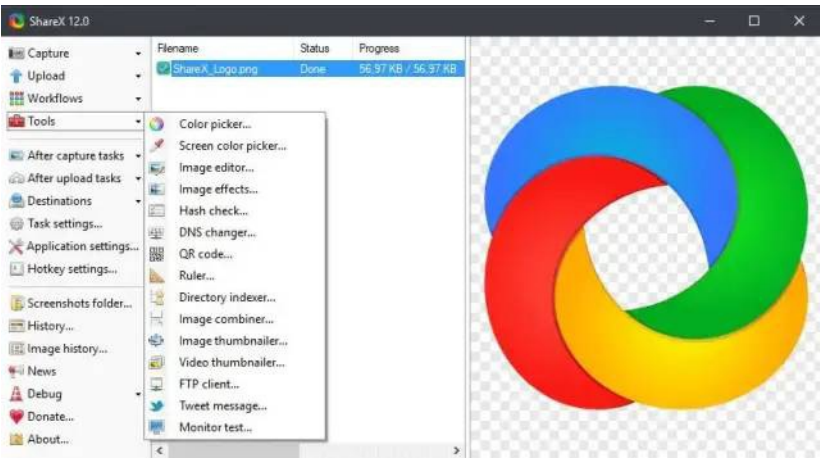 ShareX 12.0
Capture
Upload
Workflows
Tools
After capture tasks
After upload tasks
Destinations
Task settings...
Application settings...
Hotkey settings...
Screenshots folder...
History...
Image history...
News
Debug
Donate...
About...
Filename Status Progress
ShareX_Logo.png Done 56,97 KB / 56,97 KB
Color picker...
Screen color picker...
Image editor...
Image effects...
Hash check...
DNS changer...
QR code...
Ruler...
Directory indexer...
Image combiner...
Image thumbnailer...
Video thumbnailer...
FTP client...
Tweet message...
Monitor test...